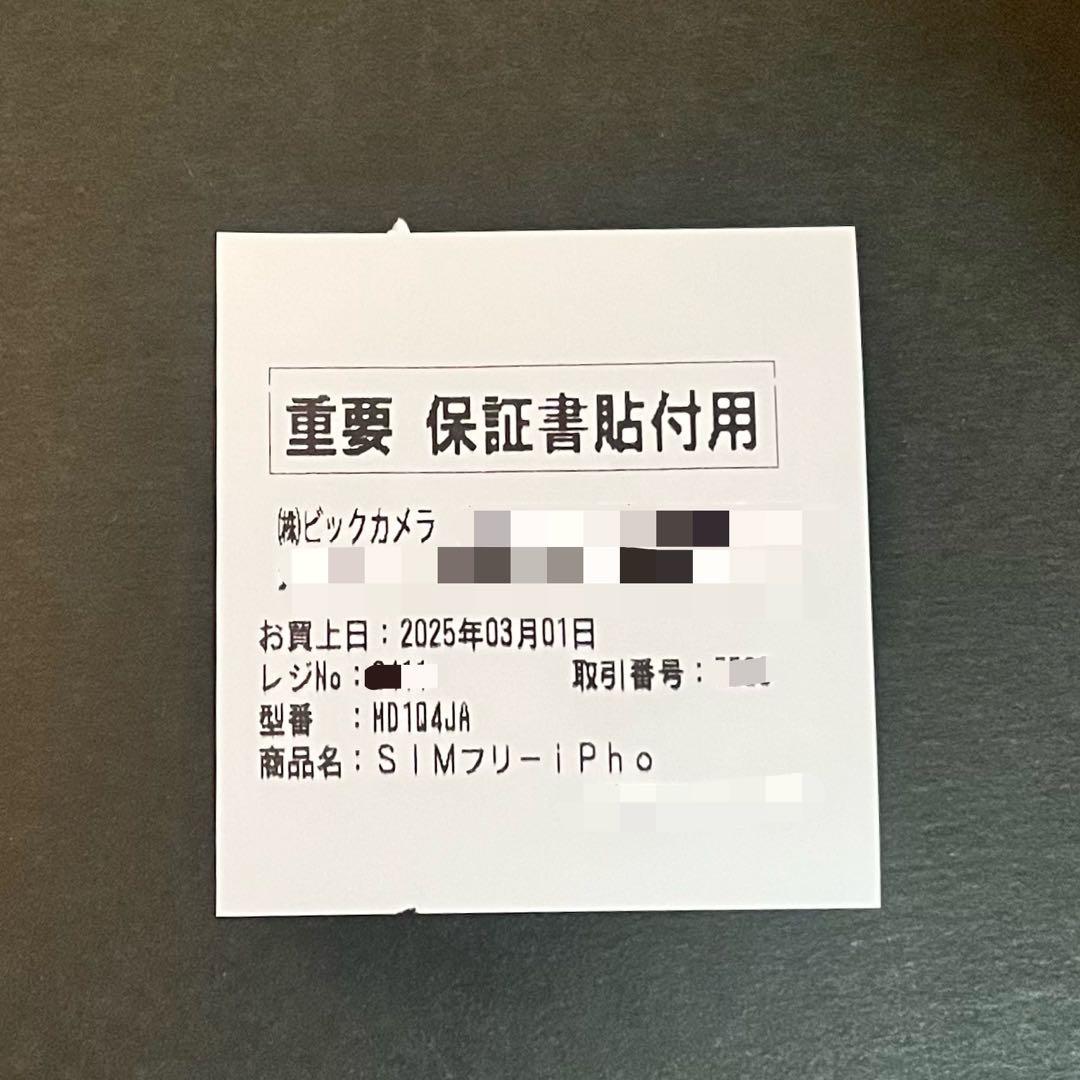 重要 保証書貼付用
㈱ビックカメラ
お買上日：2025年03月01日
レジNo：
取引番号：
型番　：MD1Q4JA
商品名：ＳＩＭフリーｉＰｈｏ